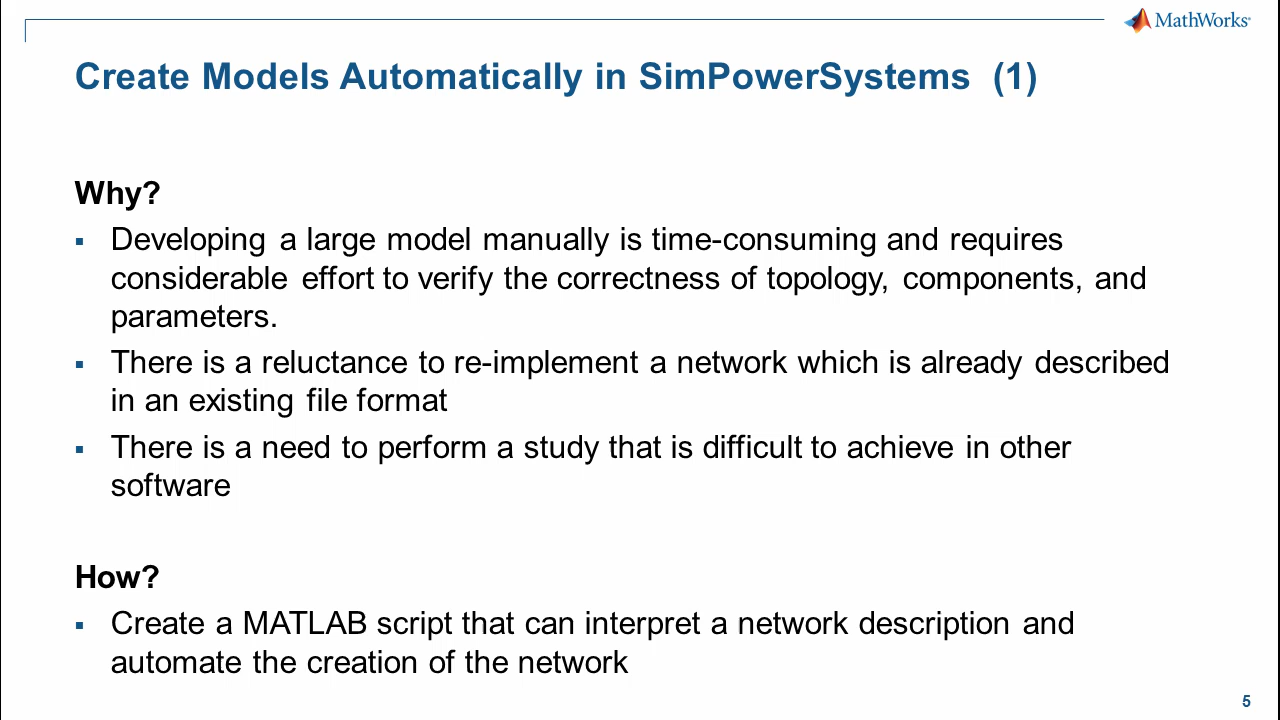 MathWorks®
Create Models Automatically in SimPowerSystems (1)
Why?
▪ Developing a large model manually is time-consuming and requires
considerable effort to verify the correctness of topology, components, and
parameters.
▪ There is a reluctance to re-implement a network which is already described
in an existing file format
▪ There is a need to perform a study that is difficult to achieve in other
software
How?
▪ Create a MATLAB script that can interpret a network description and
automate the creation of the network
5